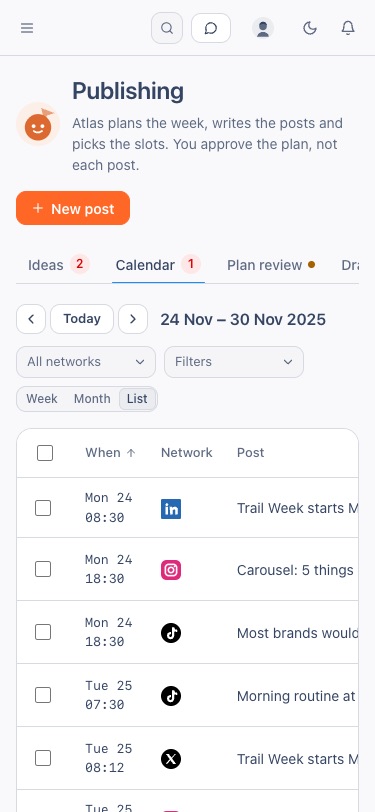 Publishing
Atlas plans the week, writes the posts and
picks the slots. You approve the plan, not
each post.
+ New post
Ideas 2 Calendar 1 Plan review Dra
Today 24 Nov – 30 Nov 2025
All networks Filters
Week Month List
When ↑ Network Post
Mon 24
08:30 in Trail Week starts M
Mon 24
18:30 Carousel: 5 things
Mon 24
18:30 Most brands would
Tue 25
07:30 Morning routine at
Tue 25
08:12 X Trail Week starts M
Tue 25